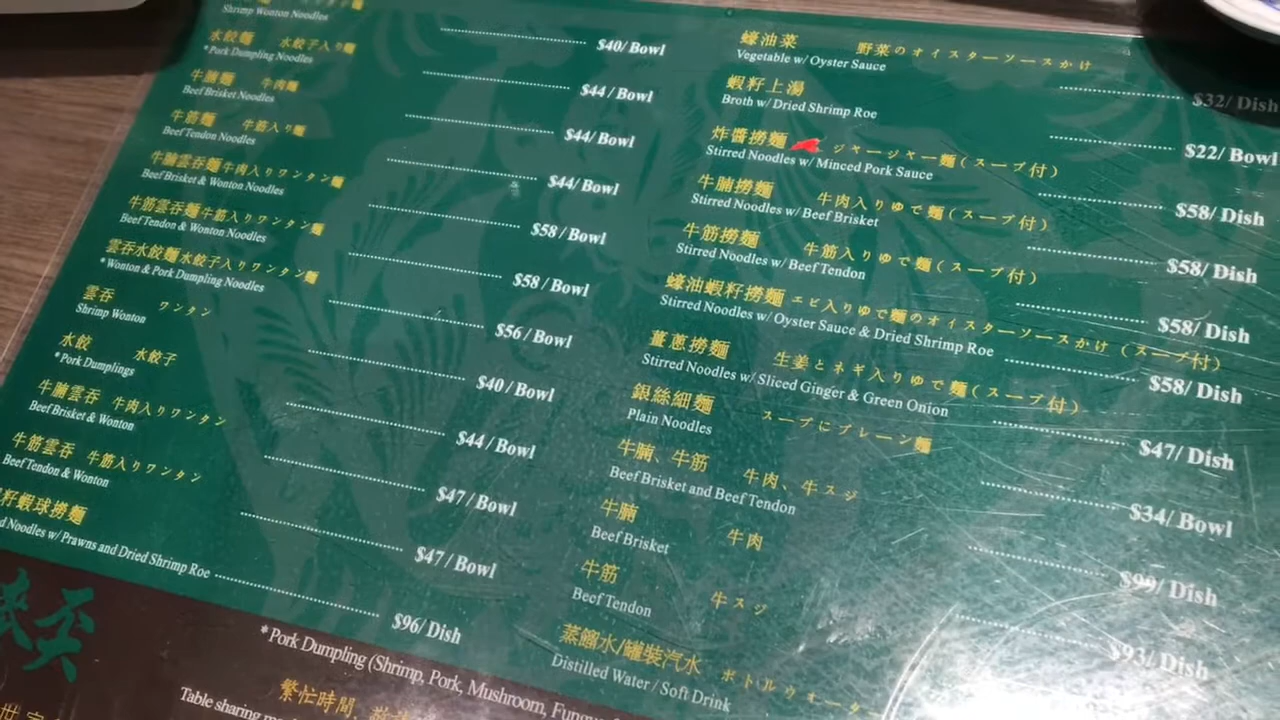 Shrimp Wonton Noodles
$40/ Bowl
水餃麵 水餃子入り麵
*Pork Dumpling Noodles
$44/ Bowl
牛腩麵 牛肉麵
Beef Brisket Noodles
$44/ Bowl
牛筋麵 牛筋入り麵
Beef Tendon Noodles
$44/ Bowl
牛腩雲吞麵 牛肉入りワンタン麵
Beef Brisket & Wonton Noodles
$58/ Bowl
牛筋雲吞麵 牛筋入りワンタン麵
Beef Tendon & Wonton Noodles
$58/ Bowl
雲吞水餃麵 水餃子入りワンタン麵
*Wonton & Pork Dumpling Noodles
$56/ Bowl
雲吞 ワンタン
Shrimp Wonton
$40/ Bowl
水餃 水餃子
*Pork Dumplings
$44/ Bowl
牛腩雲吞 牛肉入りワンタン
Beef Brisket & Wonton
$47/ Bowl
牛筋雲吞 牛筋入りワンタン
Beef Tendon & Wonton
$47/ Bowl
籽蝦球撈麵
Noodles w/ Prawns and Dried Shrimp Roe
$96/ Dish
蠔油菜 野菜のオイスターソースかけ
Vegetable w/ Oyster Sauce
$32/ Dish
蝦籽上湯
Broth w/ Dried Shrimp Roe
$22/ Bowl
炸醬撈麵 ジャージャー麵(スープ付)
Stirred Noodles w/ Minced Pork Sauce
$58/ Dish
牛腩撈麵 牛肉入りゆで麵(スープ付)
Stirred Noodles w/ Beef Brisket
$58/ Dish
牛筋撈麵 牛筋入りゆで麵(スープ付)
Stirred Noodles w/ Beef Tendon
$58/ Dish
蠔油蝦籽撈麵 エビ入りゆで麵のオイスターソースかけ(スープ付)
Stirred Noodles w/ Oyster Sauce & Dried Shrimp Roe
$58/ Dish
薑蔥撈麵 生姜とネギ入りゆで麵(スープ付)
Stirred Noodles w/ Sliced Ginger & Green Onion
$47/ Dish
銀絲細麵 スープにプレーン麵
Plain Noodles
$34/ Bowl
牛腩、牛筋 牛肉、牛スジ
Beef Brisket and Beef Tendon
$99/ Dish
牛腩 牛肉
Beef Brisket
$93/ Dish
牛筋 牛スジ
Beef Tendon
蒸餾水/罐裝汽水 ボトルウォーター
Distilled Water / Soft Drink
*Pork Dumpling (Shrimp, Pork, Mushroom,
繁忙時間,
Table sharing